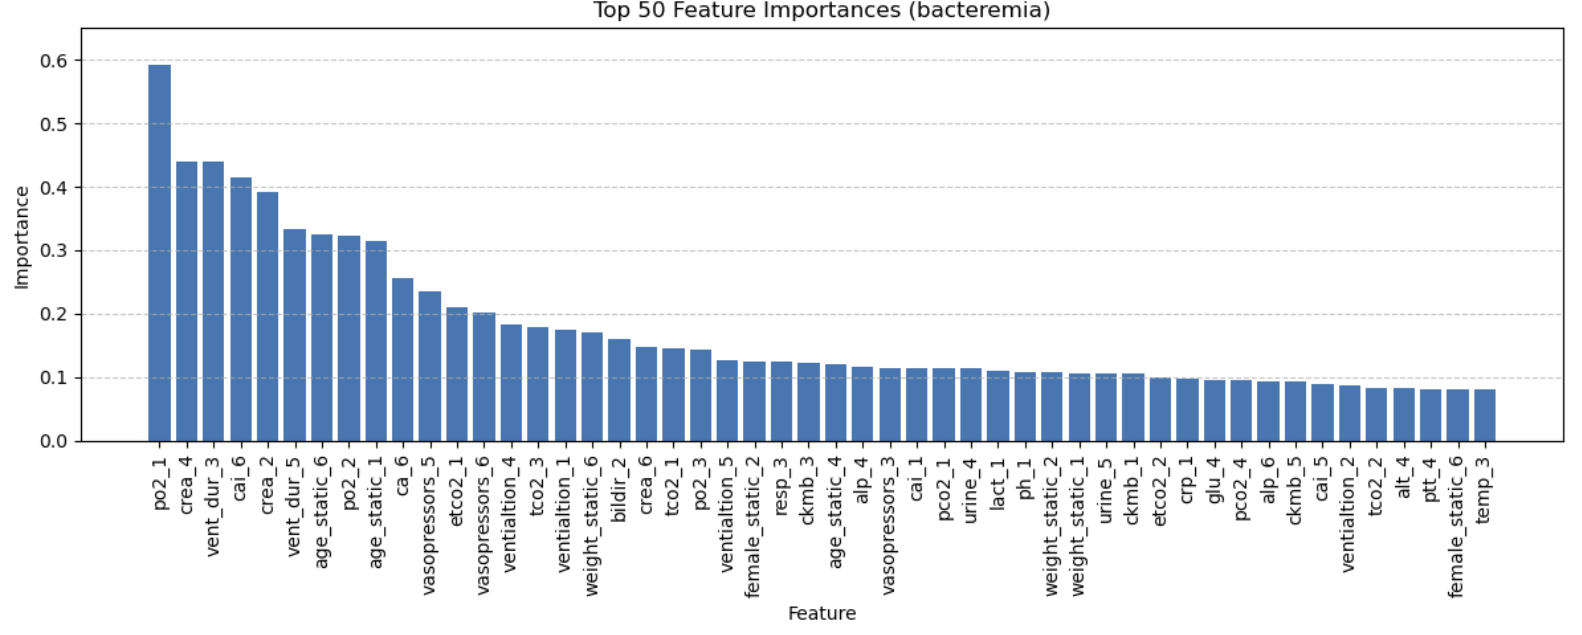 Top 50 Feature Importances (bacteremia)
Importance
0.6
0.5
0.4
0.3
0.2
0.1
0.0
po2_1
crea_4
vent_dur_3
cai_6
crea_2
vent_dur_5
age_static_6
po2_2
age_static_1
ca_6
vasopressors_5
etco2_1
vasopressors_6
ventialtion_4
tco2_3
ventialtion_1
weight_static_6
bildir_2
crea_6
tco2_1
po2_3
ventialtion_5
female_static_2
resp_3
ckmb_3
age_static_4
alp_4
vasopressors_3
cai_1
pco2_1
urine_4
lact_1
ph_1
weight_static_2
weight_static_1
urine_5
ckmb_1
etco2_2
crp_1
glu_4
pco2_4
alp_6
ckmb_5
cai_5
ventialtion_2
tco2_2
alt_4
ptt_4
female_static_6
temp_3
Feature